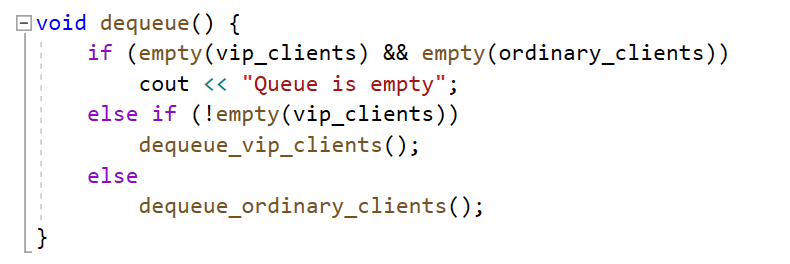 void dequeue() {
    if (empty(vip_clients) && empty(ordinary_clients))
        cout << "Queue is empty";
    else if (!empty(vip_clients))
        dequeue_vip_clients();
    else
        dequeue_ordinary_clients();
}